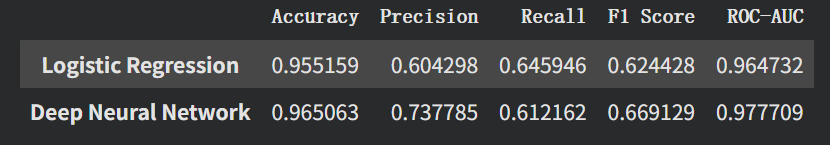 Accuracy Precision Recall F1 Score ROC-AUC
Logistic Regression 0.955159 0.604298 0.645946 0.624428 0.964732
Deep Neural Network 0.965063 0.737785 0.612162 0.669129 0.977709